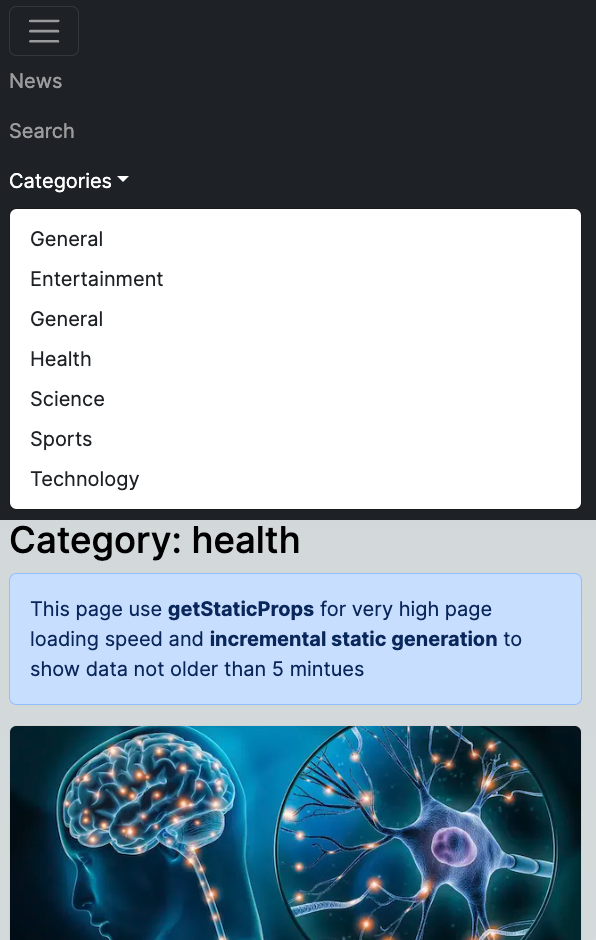 News
Search
Categories
General
Entertainment
General
Health
Science
Sports
Technology
Category: health
This page use getStaticProps for very high page
loading speed and incremental static generation to
show data not older than 5 mintues